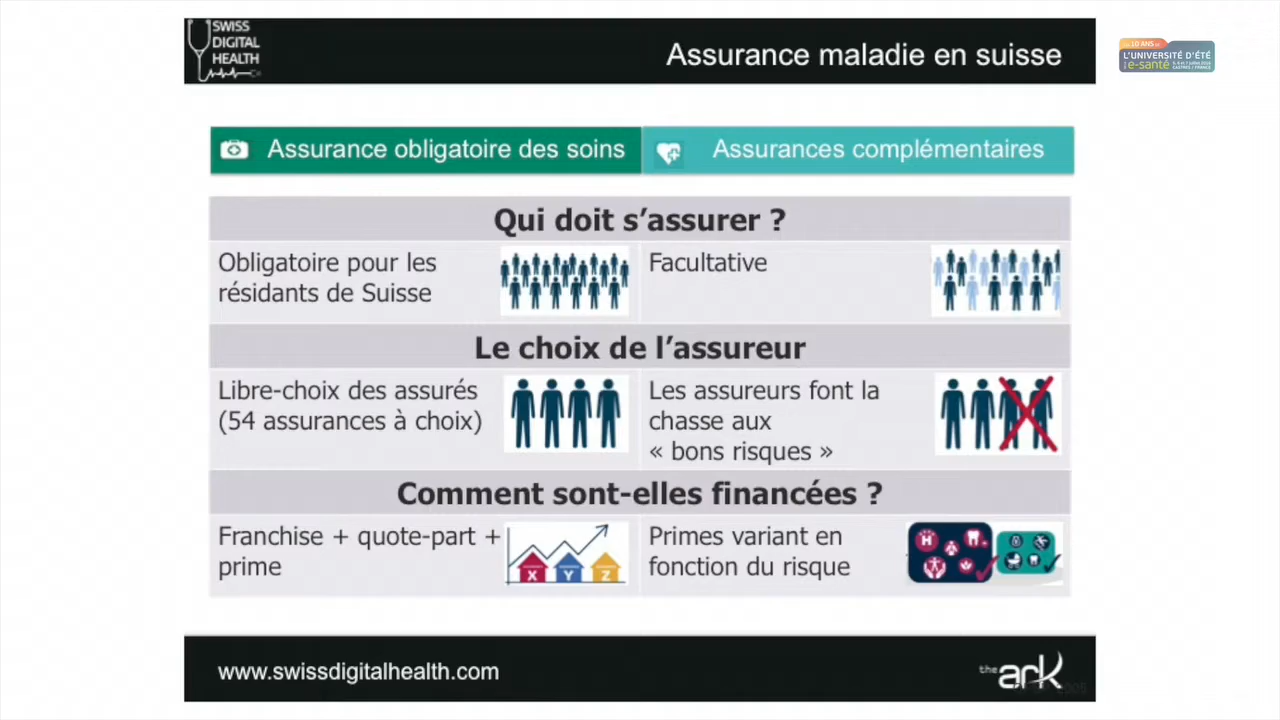 SWISS
DIGITAL
HEALTH
Assurance maladie en suisse
L'UNIVERSITÉ D'ÉTÉ
e-santé
Assurance obligatoire des soins
Assurances complémentaires
Qui doit s'assurer ?
Obligatoire pour les
résidants de Suisse
Facultative
Le choix de l'assureur
Libre-choix des assurés
(54 assurances à choix)
Les assureurs font la
chasse aux
« bons risques »
Comment sont-elles financées ?
Franchise + quote-part +
prime
X Y Z
Primes variant en
fonction du risque
H
www.swissdigitalhealth.com
the ark